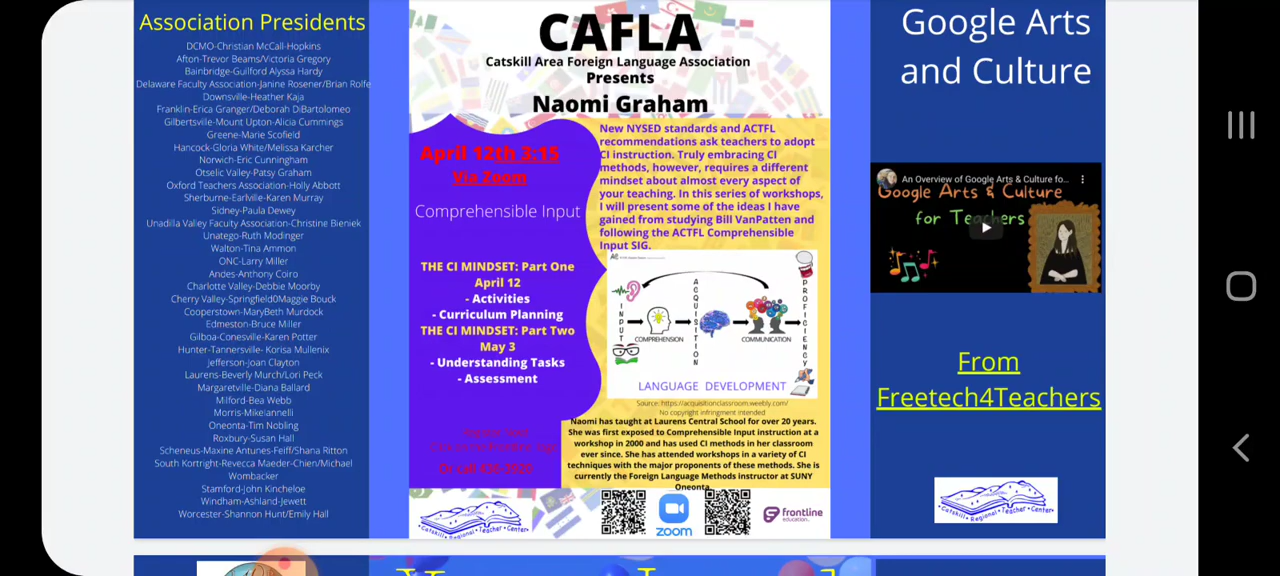 Association Presidents
DCMO-Christian McCall-Hopkins
Afton-Trevor Beams/Victoria Gregory
Bainbridge-Guilford Alyssa Hardy
Delaware Faculty Association-Janine Rosener/Brian Rolfe
Downsville-Heather Kaja
Franklin-Erica Granger/Deborah DiBartolomeo
Gilbertsville-Mount Upton-Alicia Cummings
Greene-Marie Scofield
Hancock-Gloria White/Melissa Karcher
Norwich-Eric Cunningham
Otselic Valley-Patsy Graham
Oxford Teachers Association-Holly Abbott
Sherburne-Earlville-Karen Murray
Sidney-Paula Dewey
Unadilla Valley Facuty Association-Christine Bieniek
Unatego-Ruth Modinger
Walton-Tina Ammon
ONC-Larry Miller
Andes-Anthony Coiro
Charlotte Valley-Debbie Moorby
Cherry Valley-Springfield0Maggie Bouck
Cooperstown-MaryBeth Murdock
Edmeston-Bruce Miller
Gilboa-Conesville-Karen Potter
Hunter-Tannersville- Korisa Mullenix
Jefferson-Joan Clayton
Laurens-Beverly Murch/Lori Peck
Margaretville-Diana Ballard
Milford-Bea Webb
Morris-MikeIannelli
Oneonta-Tim Nobling
Roxbury-Susan Hall
Scheneus-Maxine Antunes-Feiff/Shana Ritton
South Kortright-Revecca Maeder-Chien/Michael
Wombacker
Stamford-John Kincheloe
Windham-Ashland-Jewett
Worcester-Shannon Hunt/Emily Hall
CAFLA
Catskill Area Foreign Language Association
Presents
Naomi Graham
April 12th 3:15
Via Zoom
Comprehensible Input
THE CI MINDSET: Part One
April 12
- Activities
- Curriculum Planning
THE CI MINDSET: Part Two
May 3
- Understanding Tasks
- Assessment
Or call 436-3920
New NYSED standards and ACTFL
recommendations ask teachers to adopt
CI instruction. Truly embracing CI
methods, however, requires a different
mindset about almost every aspect of
your teaching. In this series of workshops,
I will present some of the ideas I have
gained from studying Bill VanPatten and
following the ACTFL Comprehensible
Input SIG.
INPUT
COMPREHENSION
ACQUISITION
COMMUNICATION
PROFICIENCY
LANGUAGE DEVELOPMENT
Source: https://acquisitionclassroom.weebly.com/
No copyright infringment intended
Naomi has taught at Laurens Central School for over 20 years.
She was first exposed to Comprehensible Input instruction at a
workshop in 2000 and has used CI methods in her classroom
ever since. She has attended workshops in a variety of CI
techniques with the major proponents of these methods. She is
currently the Foreign Language Methods instructor at SUNY
Oneonta.
Catskill Regional Teacher Center
zoom
frontline
education
Google Arts
and Culture
An Overview of Google Arts & Culture fo...
Google Arts & Culture
for Teachers
From
Freetech4Teachers
Catskill Regional Teacher Center